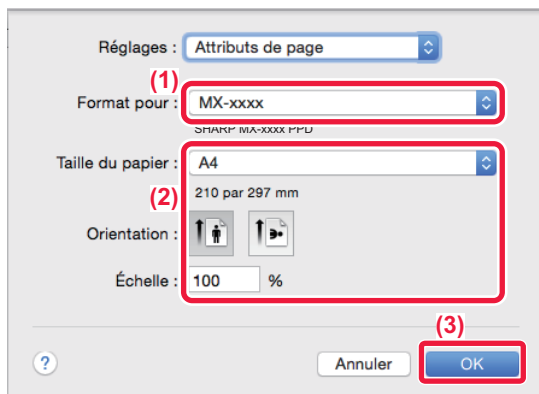 Réglages : Attributs de page
(1)
Format pour : MX-xxxx
SHARP MX-xxxx PPD
Taille du papier : A4
(2) 210 par 297 mm
Orientation :
Échelle : 100 %
(3)
? Annuler OK